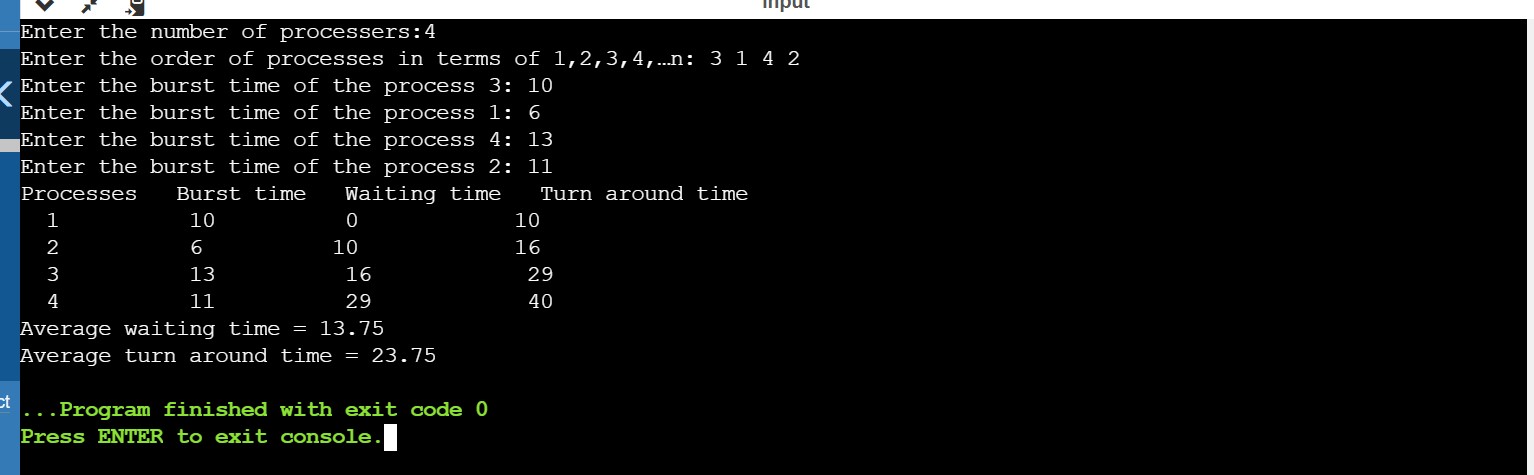 input
Enter the number of processers:4
Enter the order of processes in terms of 1,2,3,4,…n: 3 1 4 2
Enter the burst time of the process 3: 10
Enter the burst time of the process 1: 6
Enter the burst time of the process 4: 13
Enter the burst time of the process 2: 11
Processes   Burst time   Waiting time   Turn around time
  1          10          0            10
  2          6          10            16
  3          13          16            29
  4          11          29            40
Average waiting time = 13.75
Average turn around time = 23.75
ct
...Program finished with exit code 0
Press ENTER to exit console.